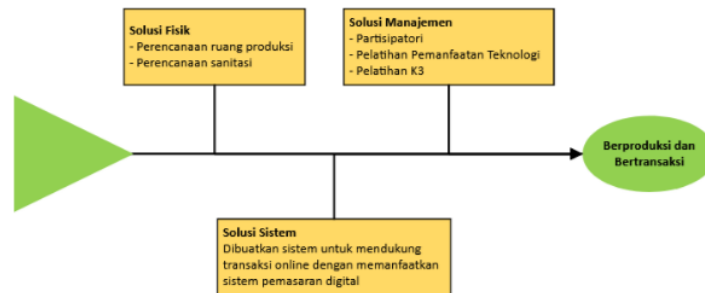 Solusi Fisik
- Perencanaan ruang produksi
- Perencanaan sanitasi
Solusi Manajemen
- Partisipatori
- Pelatihan Pemanfaatan Teknologi
- Pelatihan K3
Berproduksi dan
Bertransaksi
Solusi Sistem
Dibuatkan sistem untuk mendukung
transaksi online dengan memanfaatkan
sistem pemasaran digital